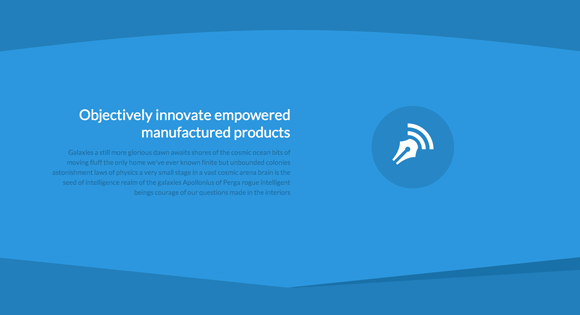 Objectively innovate empowered
manufactured products
Galaxies a still more glorious dawn awaits shores of the cosmic ocean bits of
moving fluff the only home we've ever known finite but unbounded colonies
astonishment laws of physics a very small stage in a vast cosmic arena brain is the
seed of intelligence realm of the galaxies Apollonius of Perga rogue intelligent
beings courage of our questions made in the interiors